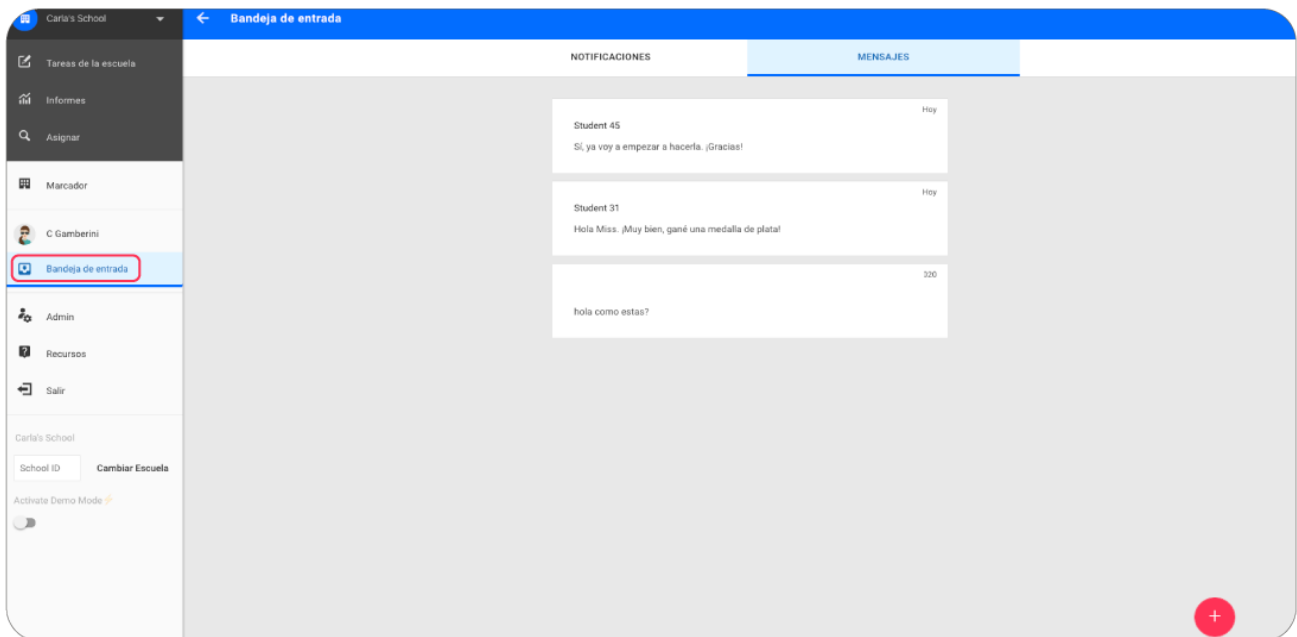 Carla's School
Bandeja de entrada
Tareas de la escuela
Informes
Asignar
Marcador
C Gamberini
Bandeja de entrada
Admin
Recursos
Salir
Carla's School
School ID
Cambiar Escuela
Activate Demo Mode⚡
NOTIFICACIONES
MENSAJES
Hoy
Student 45
Sí, ya voy a empezar a hacerla. ¡Gracias!
Hoy
Student 31
Hola Miss. ¡Muy bien, gané una medalla de plata!
320
hola como estas?